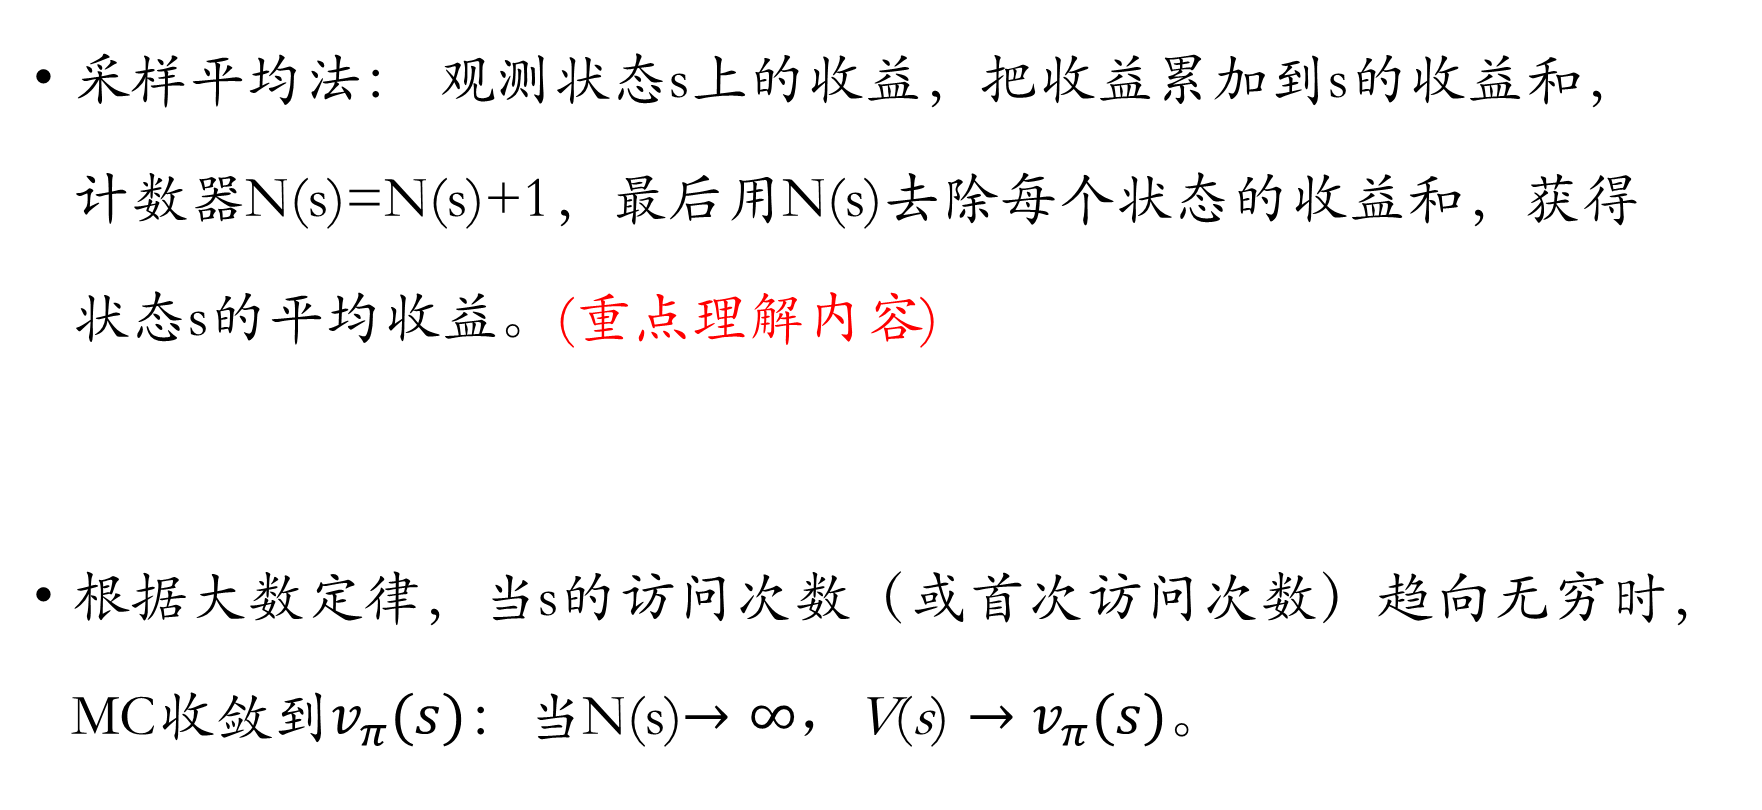 • 采样平均法： 观测状态s上的收益，把收益累加到s的收益和，
计数器N(s)=N(s)+1，最后用N(s)去除每个状态的收益和，获得
状态s的平均收益。(重点理解内容)
• 根据大数定律，当s的访问次数（或首次访问次数）趋向无穷时，
MC收敛到𝑣𝜋(𝑠)：当N(s)→ ∞， V(s) → 𝑣𝜋(𝑠)。